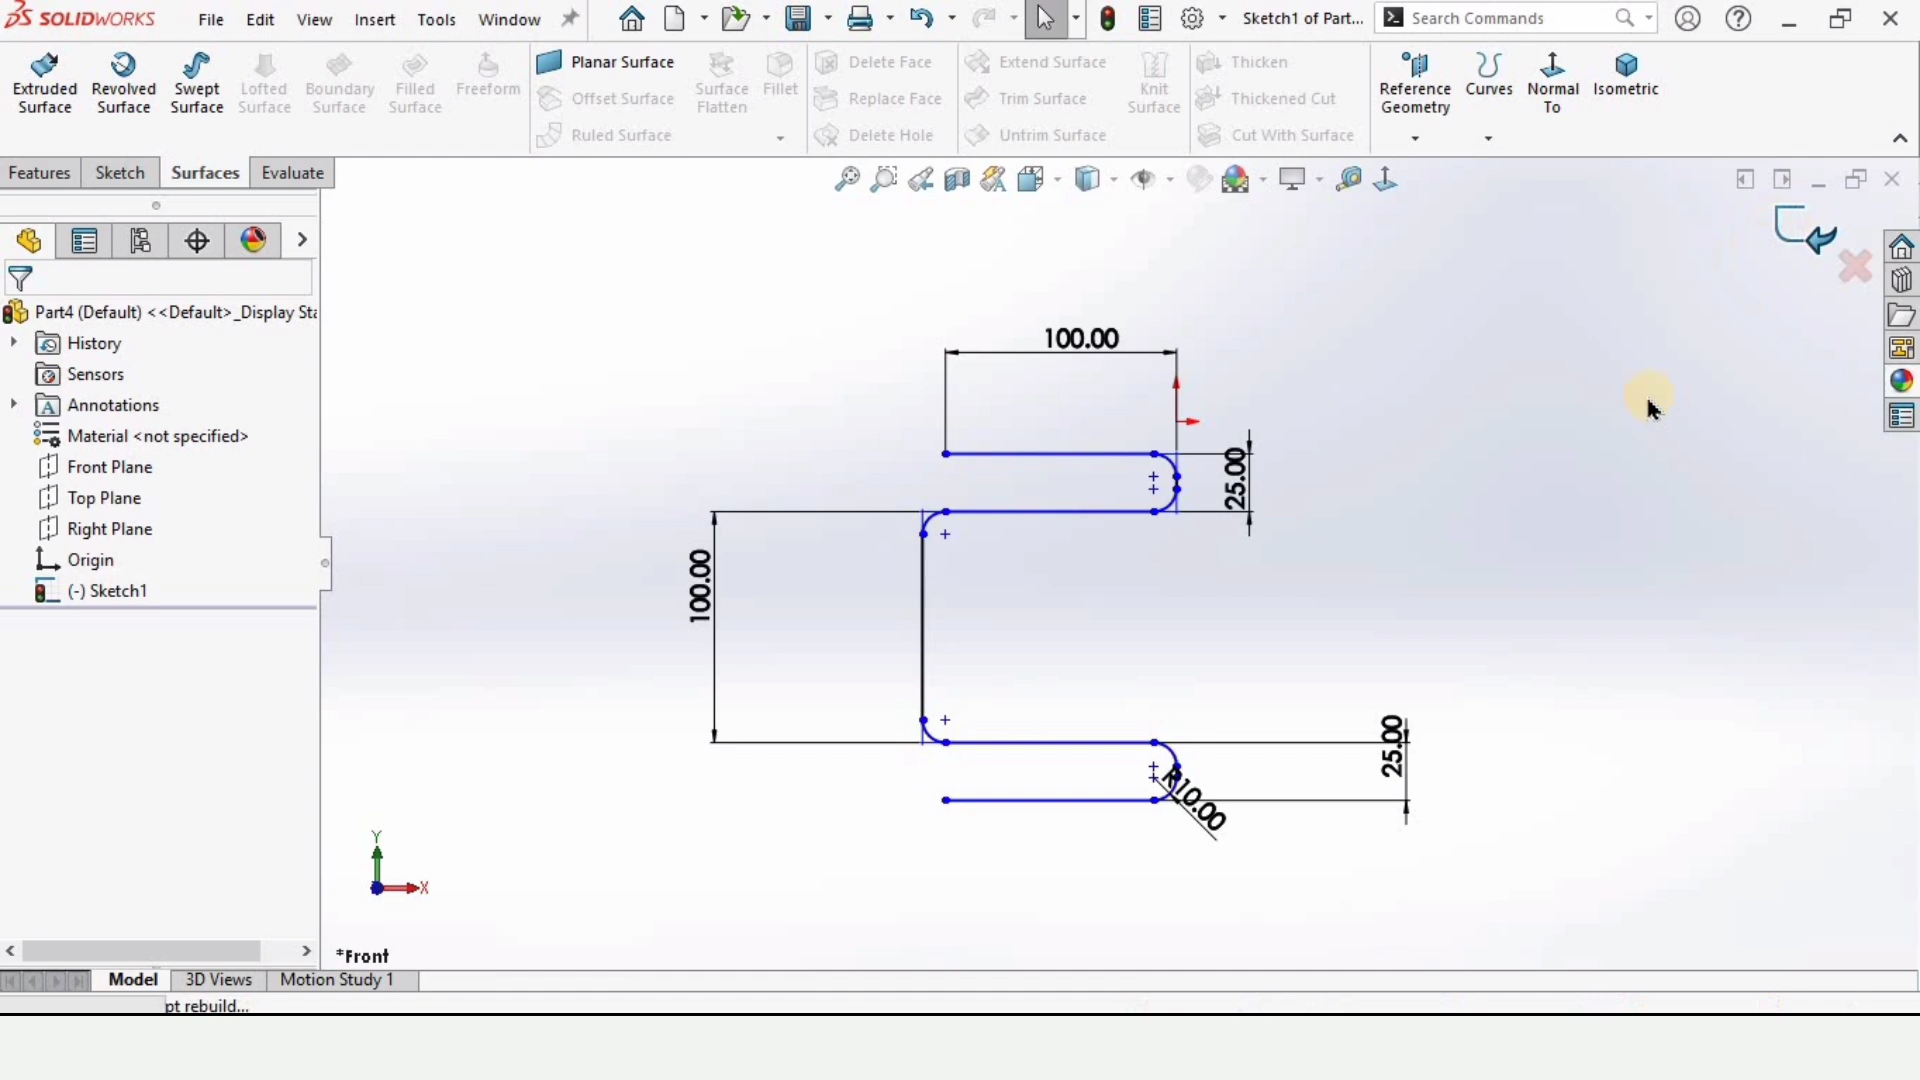 SOLIDWORKS File Edit View Insert Tools Window Sketch1 of Part... Search Commands
Extruded Surface
Revolved Surface
Swept Surface
Lofted Surface
Boundary Surface
Filled Surface
Freeform
Planar Surface
Offset Surface
Ruled Surface
Surface Flatten
Fillet
Delete Face
Replace Face
Delete Hole
Extend Surface
Trim Surface
Untrim Surface
Knit Surface
Thicken
Thickened Cut
Cut With Surface
Reference Geometry
Curves
Normal To
Isometric
Features Sketch Surfaces Evaluate
Part4 (Default) <<Default>_Display Sta
History
Sensors
Annotations
Material <not specified>
Front Plane
Top Plane
Right Plane
Origin
(-) Sketch1
100.00
25.00
100.00
25.00
R10.00
Y
X
*Front
Model 3D Views Motion Study 1
pt rebuild...